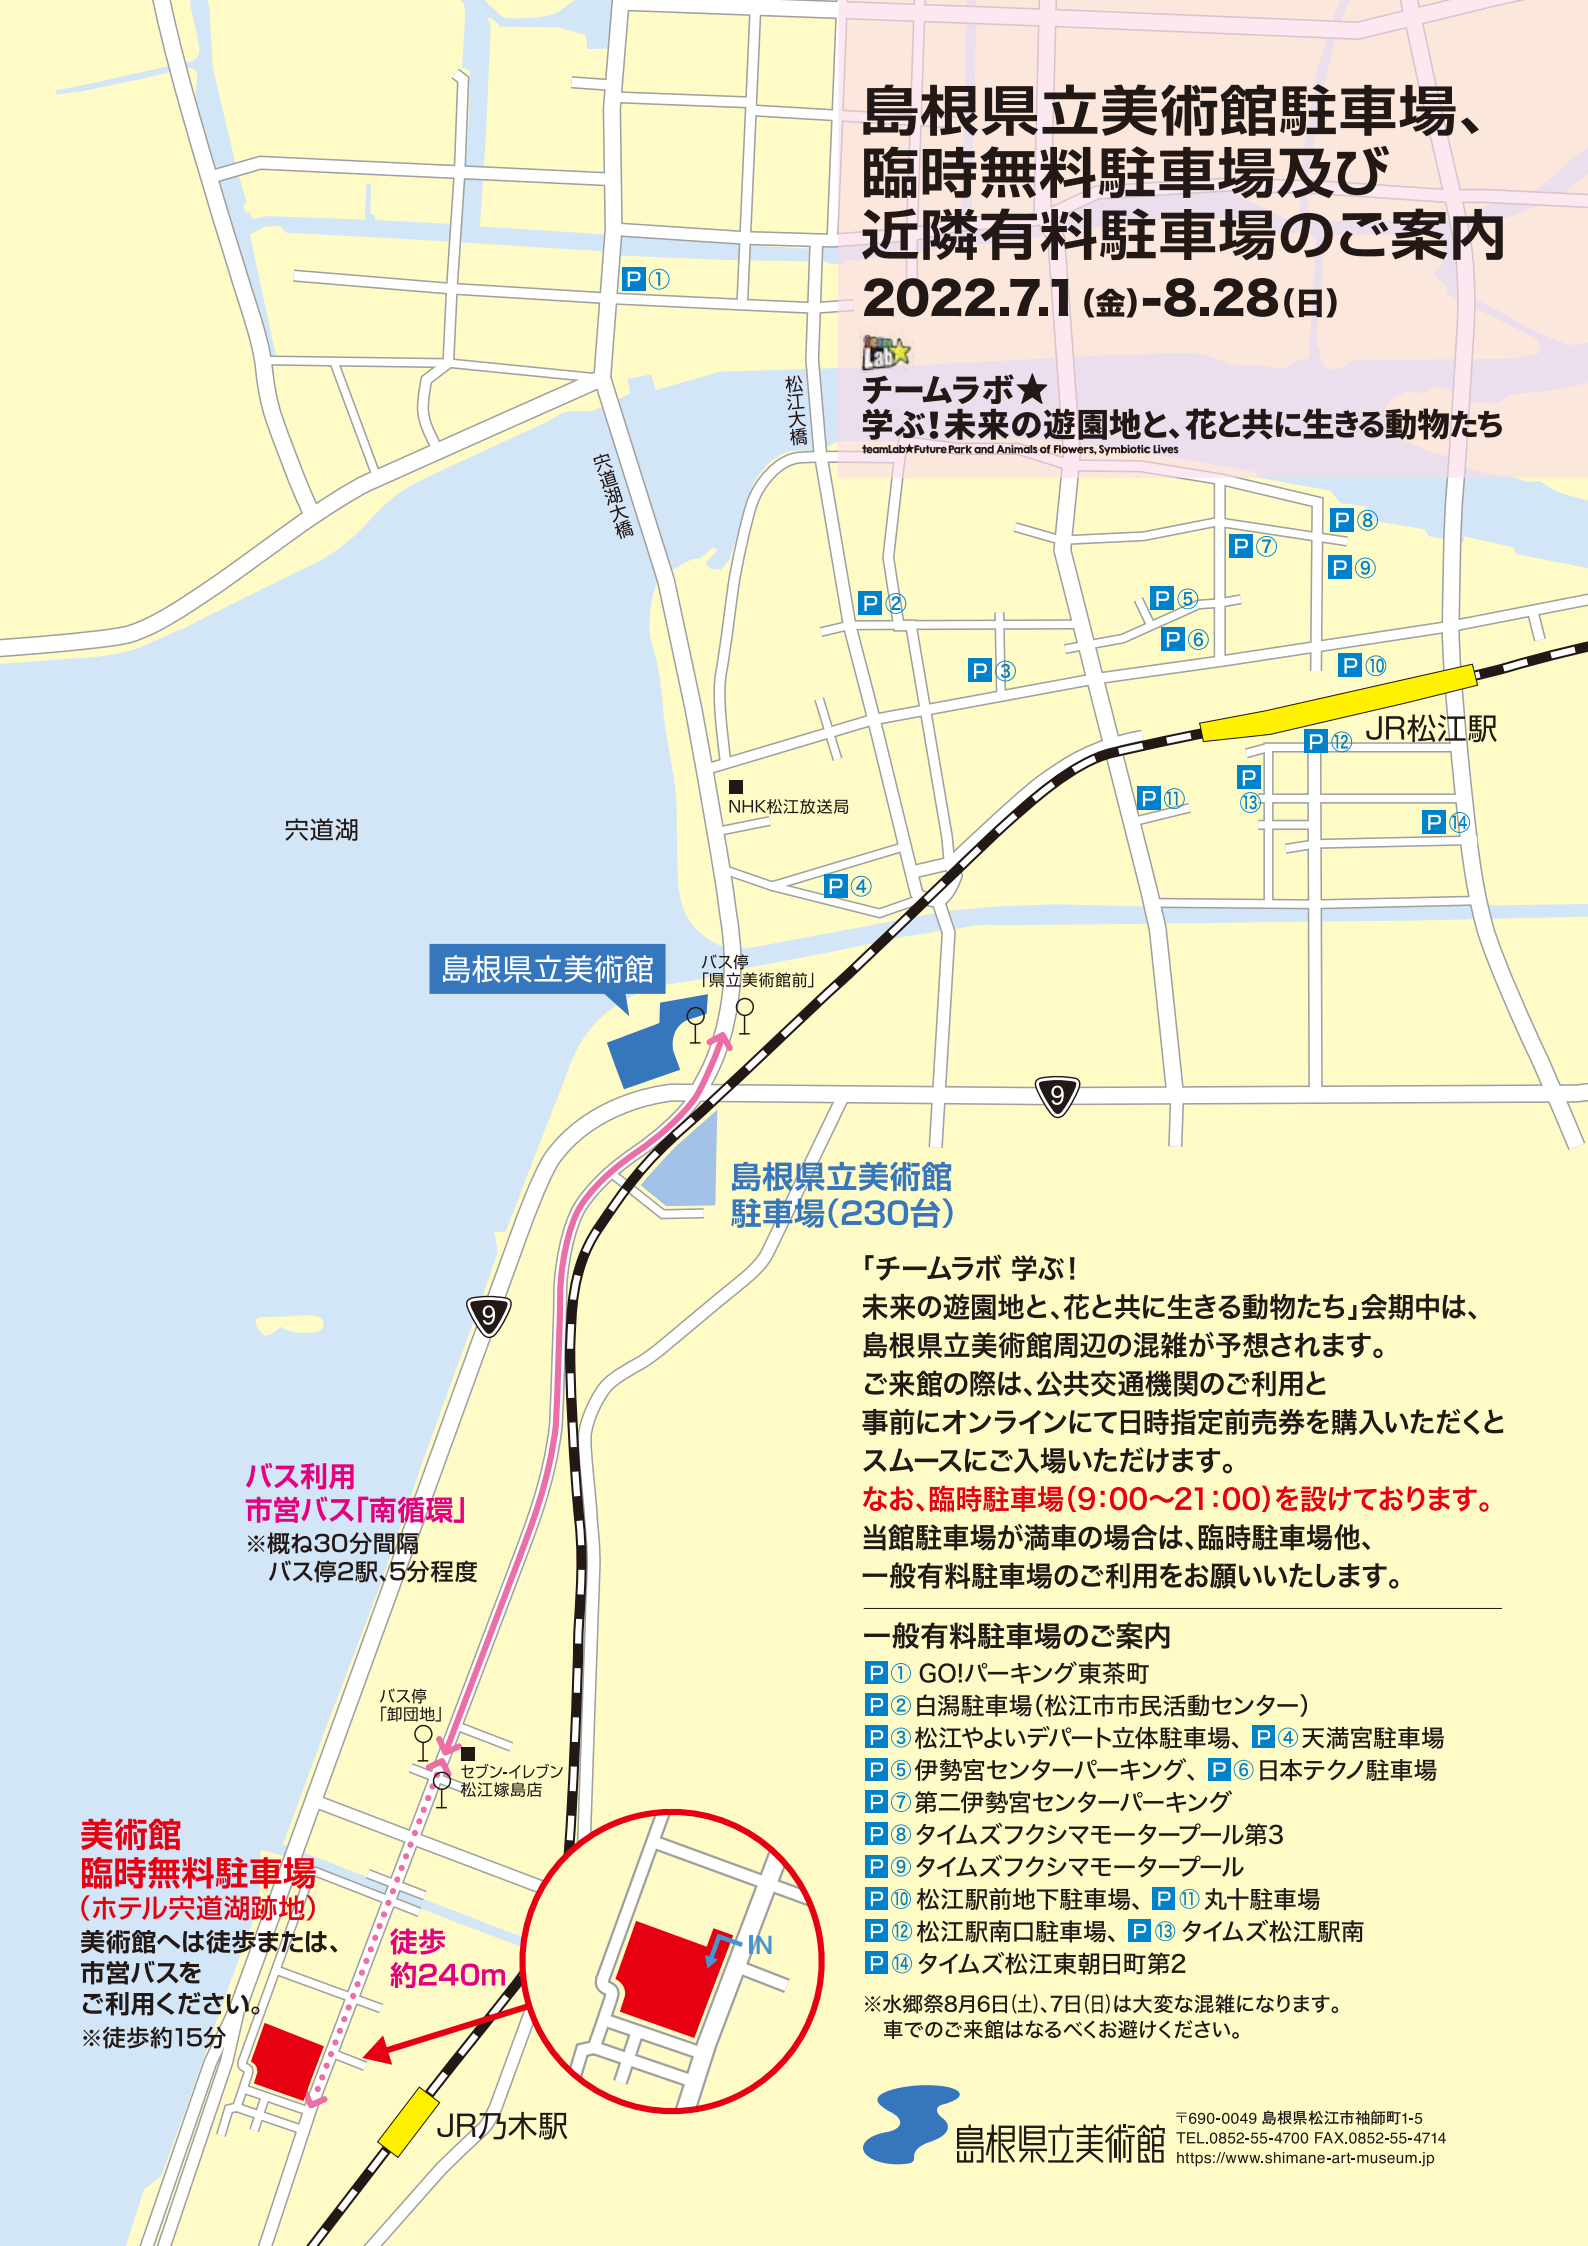 島根県立美術館駐車場、
臨時無料駐車場及び
近隣有料駐車場のご案内
2022.7.1(金)-8.28(日)
teamLab★
チームラボ★
学ぶ！未来の遊園地と、花と共に生きる動物たち
teamLab★Future Park and Animals of Flowers, Symbiotic Lives
P①
松江大橋
宍道湖大橋
P⑧
P⑦
P⑨
P②
P⑤
P⑥
P③
P⑩
JR松江駅
P⑫
P⑬
P⑪
P⑭
NHK松江放送局
宍道湖
P④
島根県立美術館
バス停
「県立美術館前」
9
島根県立美術館
駐車場(230台)
9
「チームラボ 学ぶ！
未来の遊園地と、花と共に生きる動物たち」会期中は、
島根県立美術館周辺の混雑が予想されます。
ご来館の際は、公共交通機関のご利用と
事前にオンラインにて日時指定前売券を購入いただくと
スムースにご入場いただけます。
なお、臨時駐車場(9:00～21:00)を設けております。
当館駐車場が満車の場合は、臨時駐車場他、
一般有料駐車場のご利用をお願いいたします。
バス利用
市営バス「南循環」
※概ね30分間隔
バス停2駅、5分程度
一般有料駐車場のご案内
P① GO!パーキング東茶町
P②白潟駐車場(松江市市民活動センター)
P③松江やよいデパート立体駐車場、P④天満宮駐車場
P⑤伊勢宮センターパーキング、P⑥日本テクノ駐車場
P⑦第二伊勢宮センターパーキング
P⑧タイムズフクシマモータープール第3
P⑨タイムズフクシマモータープール
P⑩松江駅前地下駐車場、P⑪丸十駐車場
P⑫松江駅南口駐車場、P⑬タイムズ松江駅南
P⑭タイムズ松江東朝日町第2
※水郷祭8月6日(土)、7日(日)は大変な混雑になります。
車でのご来館はなるべくお避けください。
バス停
「卸団地」
セブン-イレブン
松江嫁島店
美術館
臨時無料駐車場
(ホテル宍道湖跡地)
美術館へは徒歩または、
市営バスを
ご利用ください。
※徒歩約15分
徒歩
約240m
IN
JR乃木駅
島根県立美術館
〒690-0049 島根県松江市袖師町1-5
TEL.0852-55-4700 FAX.0852-55-4714
https://www.shimane-art-museum.jp